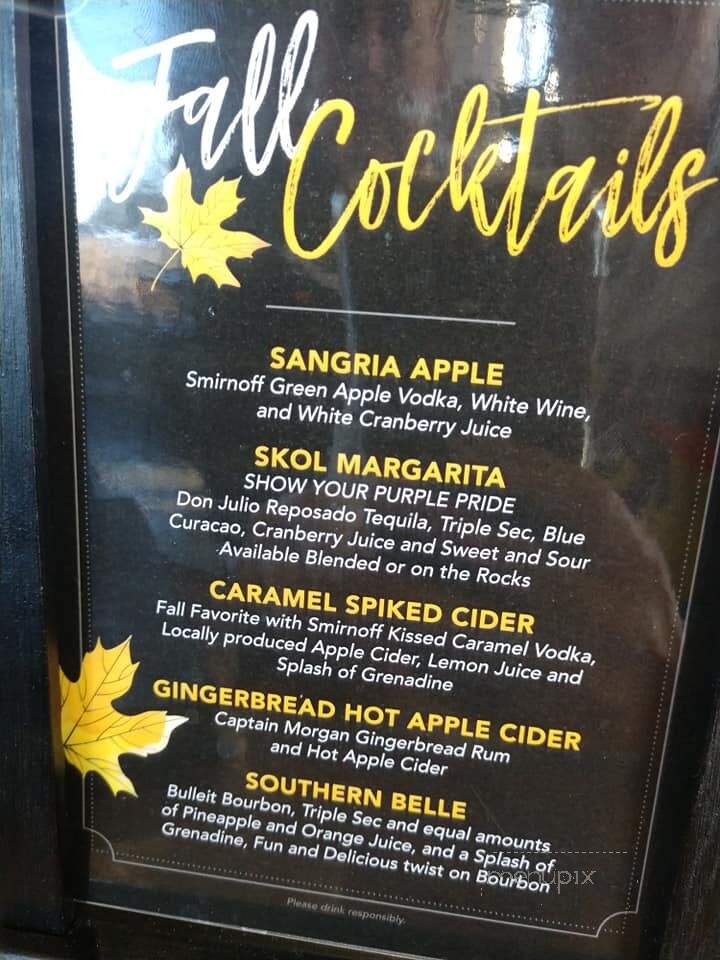 Fall
Cocktails
SANGRIA APPLE
Smirnoff Green Apple Vodka, White Wine,
and White Cranberry Juice
SKOL MARGARITA
SHOW YOUR PURPLE PRIDE
Don Julio Reposado Tequila, Triple Sec, Blue
Curacao, Cranberry Juice and Sweet and Sour
Available Blended or on the Rocks
CARAMEL SPIKED CIDER
Fall Favorite with Smirnoff Kissed Caramel Vodka,
Locally produced Apple Cider, Lemon Juice and
Splash of Grenadine
GINGERBREAD HOT APPLE CIDER
Captain Morgan Gingerbread Rum
and Hot Apple Cider
SOUTHERN BELLE
Bulleit Bourbon, Triple Sec and equal amounts
of Pineapple and Orange Juice, and a Splash of
Grenadine, Fun and Delicious twist on Bourbon
menupix
Please drink responsibly.